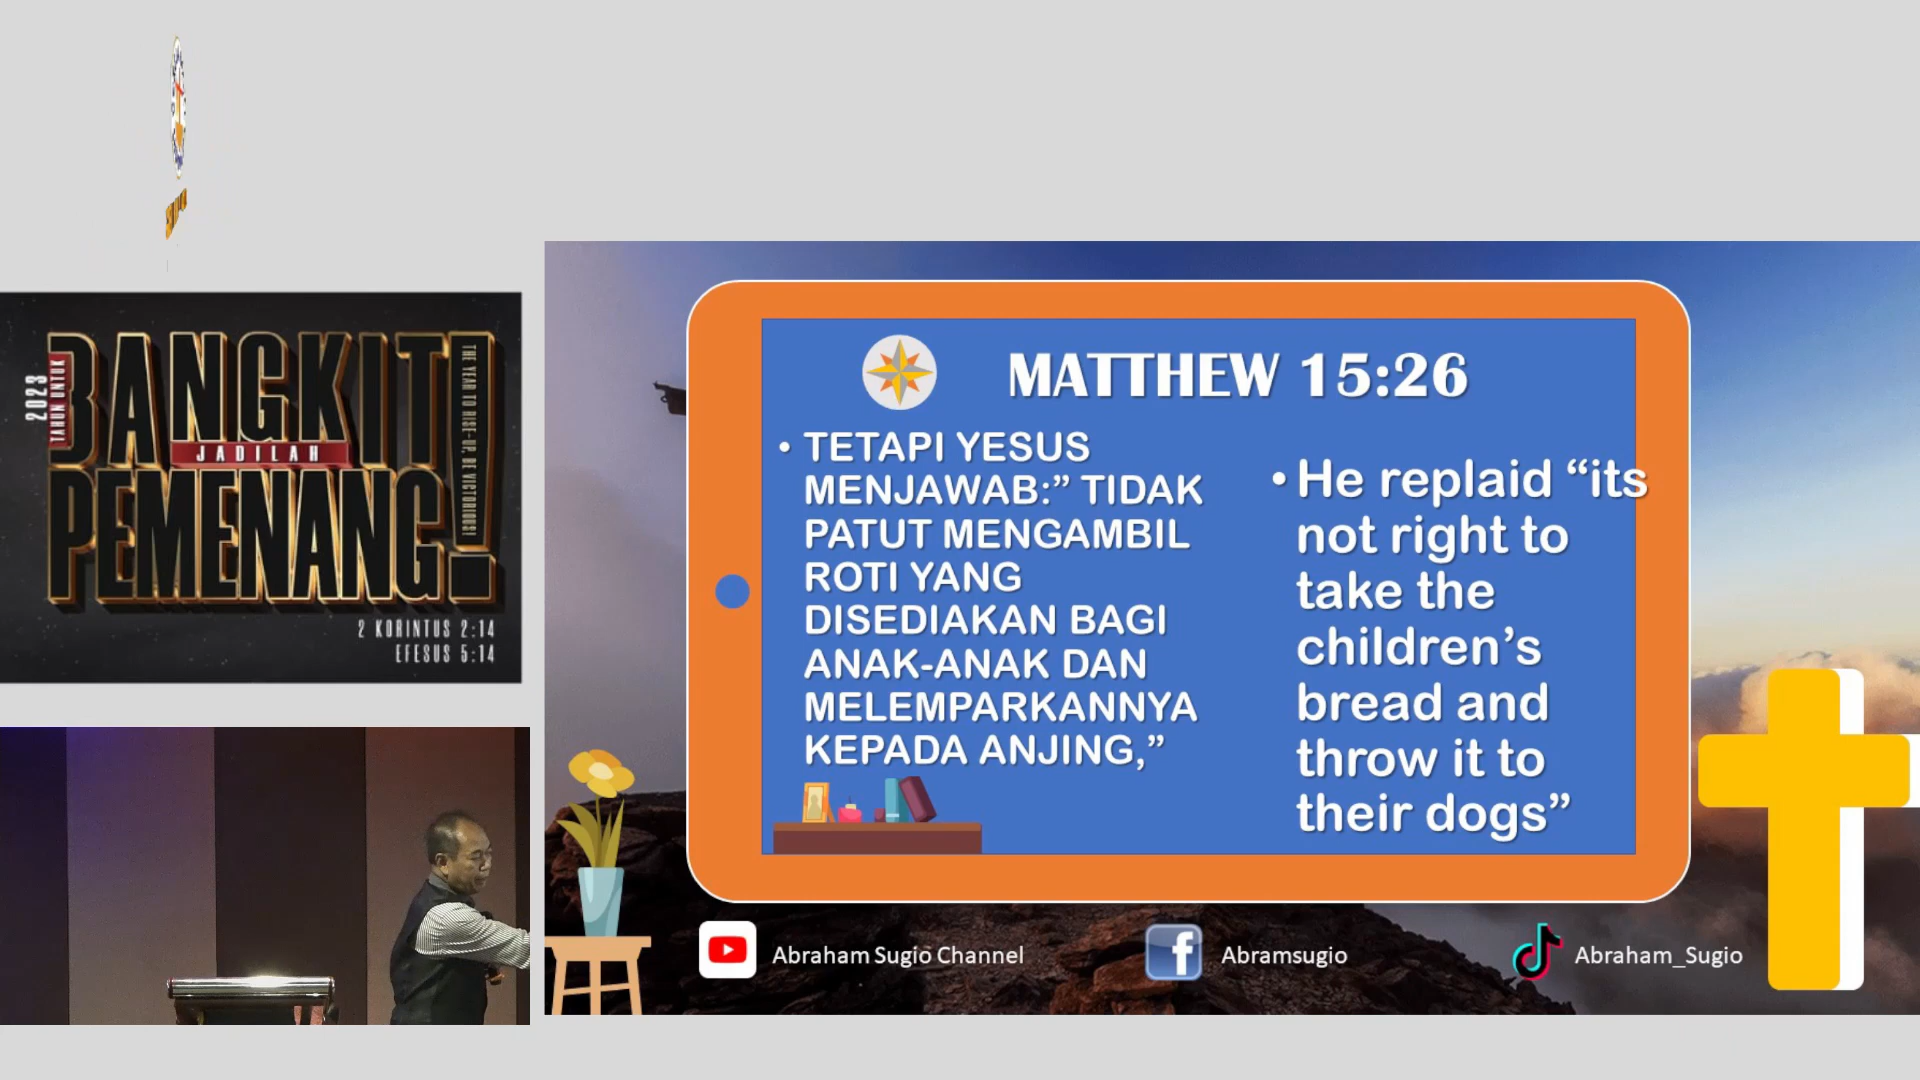 2023
TAHUN UNTUK
BANGKIT!
JADILAH
PEMENANG
THE YEAR TO RISE-UP, BE VICTORIOUS!
2 KORINTUS 2:14
EFESUS 5:14
MATTHEW 15:26
• TETAPI YESUS
MENJAWAB:” TIDAK
PATUT MENGAMBIL
ROTI YANG
DISEDIAKAN BAGI
ANAK-ANAK DAN
MELEMPARKANNYA
KEPADA ANJING,”
• He replaid “its
not right to
take the
children’s
bread and
throw it to
their dogs”
Abraham Sugio Channel
Abramsugio
Abraham_Sugio